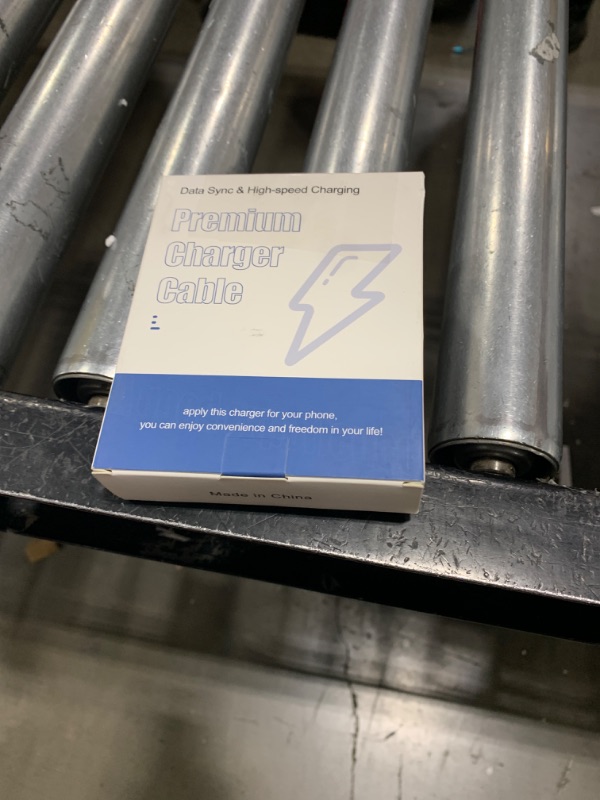 Data Sync & High-speed Charging
Premium
Charger
Cable
apply this charger for your phone,
you can enjoy convenience and freedom in your life!
Made in China